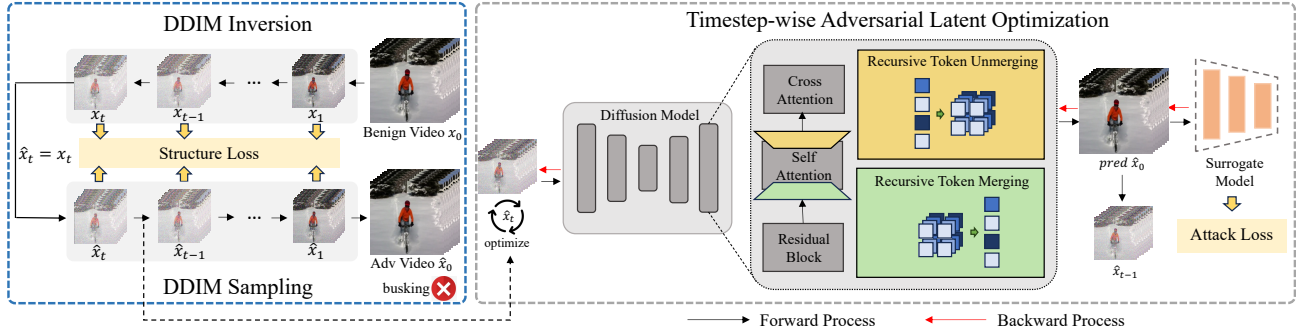 DDIM Inversion
x_t
x_{t-1}
...
x_1
Benign Video x_0
x̂_t = x_t
Structure Loss
x̂_t
x̂_{t-1}
...
x̂_1
Adv Video x̂_0
DDIM Sampling
busking
Timestep-wise Adversarial Latent Optimization
x̂_t
optimize
Diffusion Model
Cross
Attention
Self
Attention
Residual
Block
Recursive Token Unmerging
Recursive Token Merging
pred x̂_0
x̂_{t-1}
Surrogate
Model
Attack Loss
Forward Process
Backward Process